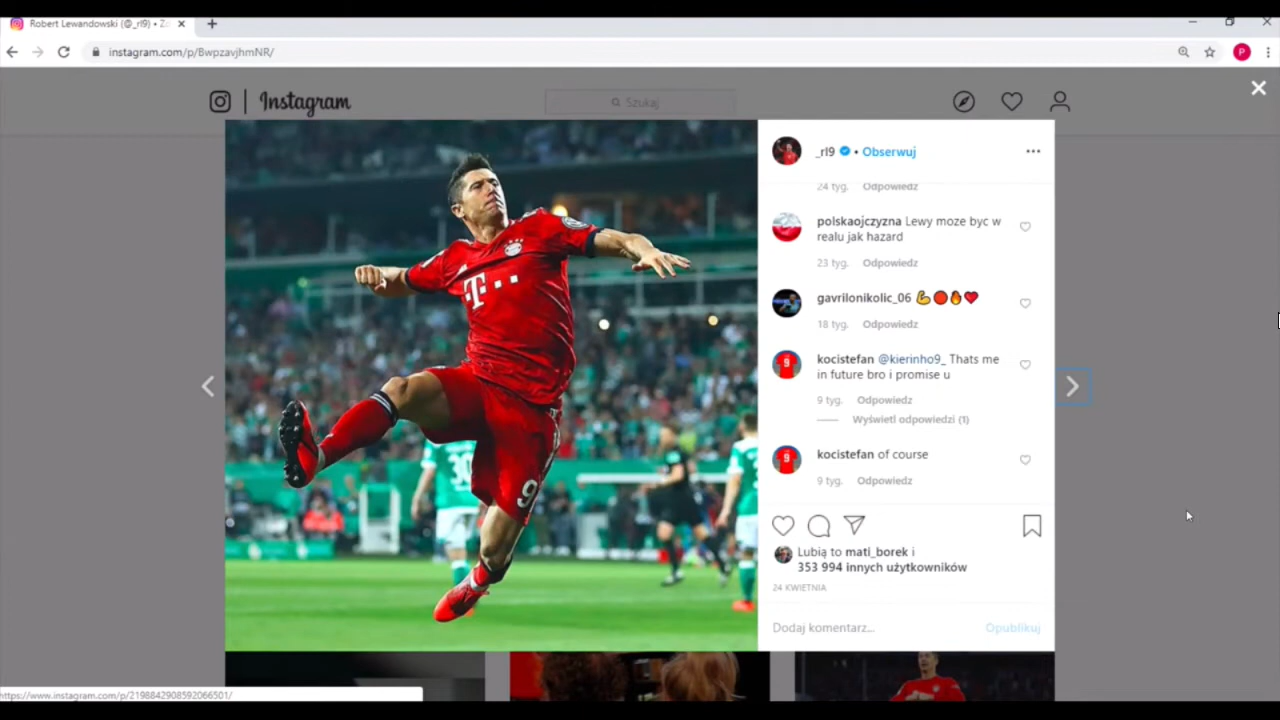 Robert Lewandowski (@_rl9) • Z
instagram.com/p/BwpzavjhmNR/
P
Instagram
Szukaj
_rl9 • Obserwuj
24 tyg. Odpowiedz
polskaojczyzna Lewy moze byc w
realu jak hazard
23 tyg. Odpowiedz
gavrilonikolic_06 💪🔴🔥❤️
18 tyg. Odpowiedz
kocistefan @kierinho9_ Thats me
in future bro i promise u
9 tyg. Odpowiedz
Wyświetl odpowiedzi (1)
kocistefan of course
9 tyg. Odpowiedz
Lubią to mati_borek i
353 994 innych użytkowników
24 KWIETNIA
Dodaj komentarz...
Opublikuj
T
9
9
9
https://www.instagram.com/p/2198842908592066501/